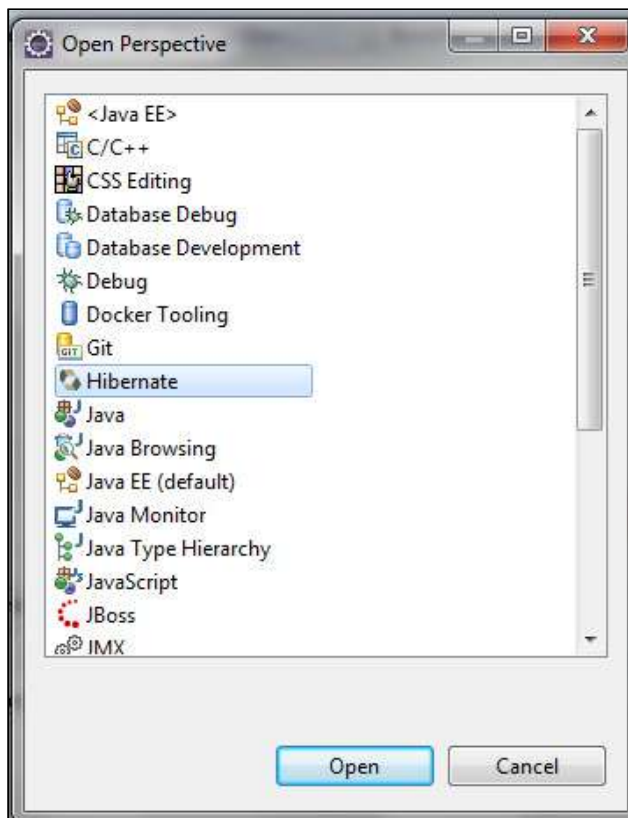 Open Perspective
<Java EE>
C/C++
CSS Editing
Database Debug
Database Development
Debug
Docker Tooling
GIT Git
Hibernate
Java
Java Browsing
Java EE (default)
Java Monitor
Java Type Hierarchy
JavaScript
JBoss
JMX
Open Cancel